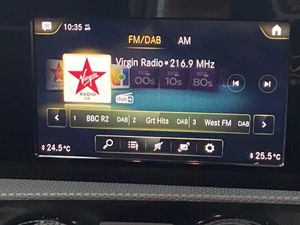 10:35
FM/DAB AM
Virgin Radio • 216.9 MHz
Virgin
RADIO
UK
00s 10s 80s
dab+
1 BBC R2 DAB 2 Grt Hits DAB 3 West FM DAB
24.5°C 25.5°C